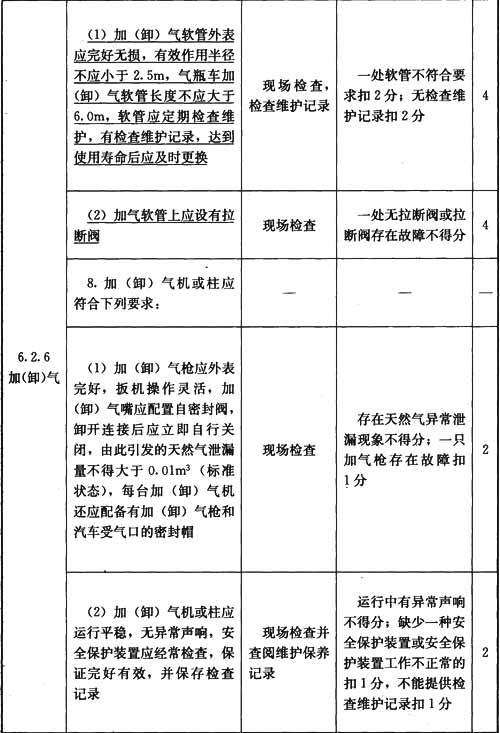 (1) 加(卸)气软管外表
应完好无损，有效作用半径
不应小于 2.5m，气瓶车加
(卸)气软管长度不应大于
6.0m，软管应定期检查维
护，有检查维护记录，达到
使用寿命后应及时更换
现场检查，
检查维护记录
一处软管不符合要
求扣2分；无检查维
护记录扣2分
4
(2) 加气软管上应设有拉
断阀
现场检查
一处无拉断阀或拉
断阀存在故障不得分
4
8. 加(卸)气机或柱应
符合下列要求：
—
—
—
6.2.6
加(卸)气
(1) 加(卸)气枪应外表
完好，扳机操作灵活，加
(卸)气嘴应配置自密封阀，
卸开连接后应立即自行关
闭，由此引发的天然气泄漏
量不得大于 0.01m³（标准
状态），每台加(卸)气机
还应配备有加(卸)气枪和
汽车受气口的密封帽
现场检查
存在天然气异常泄
漏现象不得分；一只
加气枪存在故障扣
1分
2
(2) 加(卸)气机或柱应
运行平稳，无异常声响，安
全保护装置应经常检查，保
证完好有效，并保存检查
记录
现场检查并
查阅维护保养
记录
运行中有异常声响
不得分；缺少一种安
全保护装置或安全保
护装置工作不正常的
扣1分，不能提供检
查维护记录扣1分
2